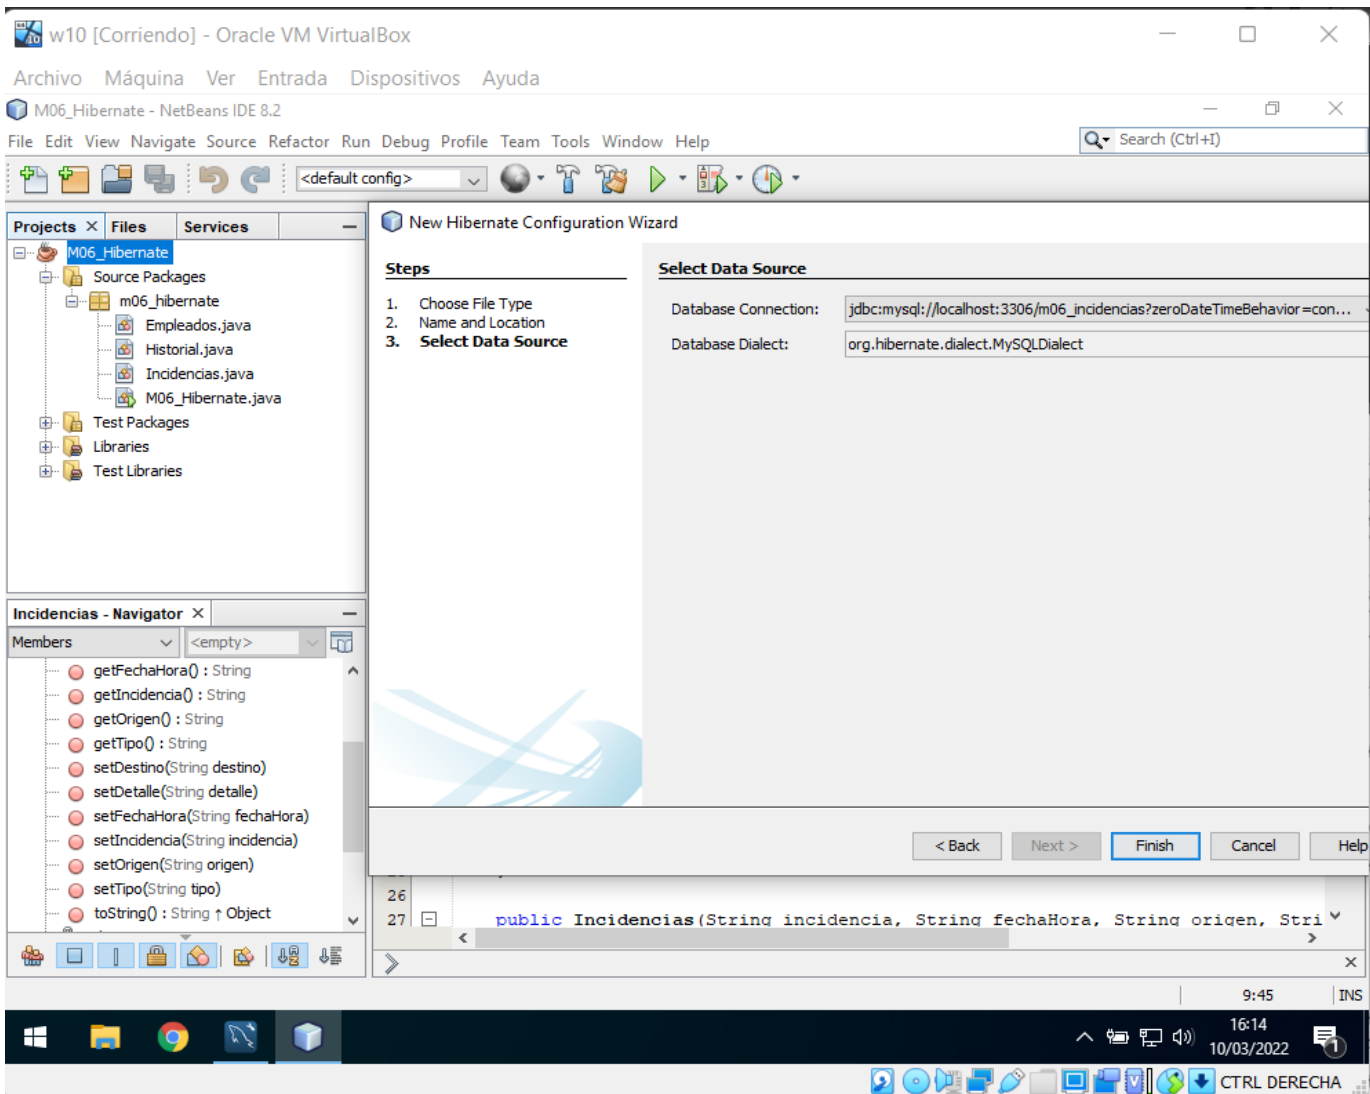 w10 [Corriendo] - Oracle VM VirtualBox
Archivo Máquina Ver Entrada Dispositivos Ayuda
M06_Hibernate - NetBeans IDE 8.2
File Edit View Navigate Source Refactor Run Debug Profile Team Tools Window Help
Search (Ctrl+I)
<default config>
Projects Files Services
M06_Hibernate
Source Packages
m06_hibernate
Empleados.java
Historial.java
Incidencias.java
M06_Hibernate.java
Test Packages
Libraries
Test Libraries
New Hibernate Configuration Wizard
Steps
1. Choose File Type
2. Name and Location
3. Select Data Source
Select Data Source
Database Connection: jdbc:mysql://localhost:3306/m06_incidencias?zeroDateTimeBehavior=con...
Database Dialect: org.hibernate.dialect.MySQLDialect
< Back Next > Finish Cancel Help
Incidencias - Navigator
Members <empty>
getFechaHora() : String
getIncidencia() : String
getOrigen() : String
getTipo() : String
setDestino(String destino)
setDetalle(String detalle)
setFechaHora(String fechaHora)
setIncidencia(String incidencia)
setOrigen(String origen)
setTipo(String tipo)
toString() : String ↑ Object
26
27 public Incidencias(String incidencia, String fechaHora, String origen, Stri
9:45 INS
16:14
10/03/2022
1
CTRL DERECHA